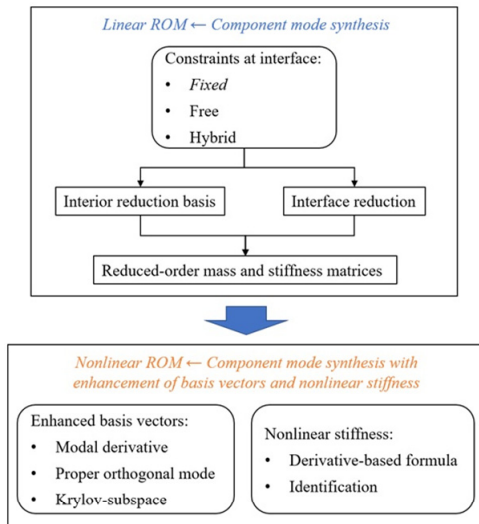 Linear ROM ← Component mode synthesis
Constraints at interface:
• Fixed
• Free
• Hybrid
Interior reduction basis
Interface reduction
Reduced-order mass and stiffness matrices
Nonlinear ROM ← Component mode synthesis with
enhancement of basis vectors and nonlinear stiffness
Enhanced basis vectors:
• Modal derivative
• Proper orthogonal mode
• Krylov-subspace
Nonlinear stiffness:
• Derivative-based formula
• Identification